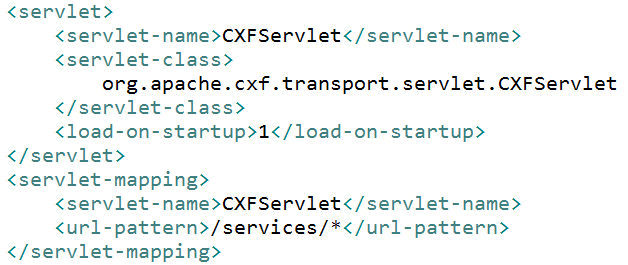 <servlet>
    <servlet-name>CXFServlet</servlet-name>
    <servlet-class>
        org.apache.cxf.transport.servlet.CXFServlet
    </servlet-class>
    <load-on-startup>1</load-on-startup>
</servlet>
<servlet-mapping>
    <servlet-name>CXFServlet</servlet-name>
    <url-pattern>/services/*</url-pattern>
</servlet-mapping>